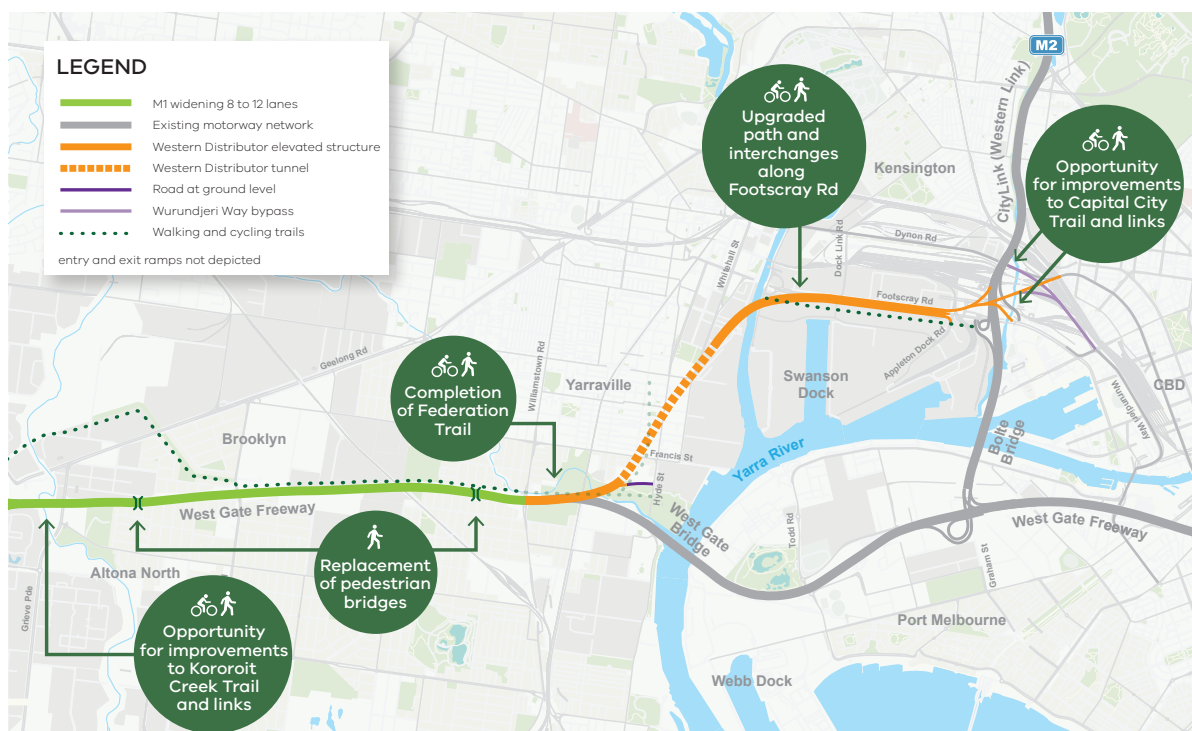 LEGEND
M1 widening 8 to 12 lanes
Existing motorway network
Western Distributor elevated structure
Western Distributor tunnel
Road at ground level
Wurundjeri Way bypass
Walking and cycling trails
entry and exit ramps not depicted
M2
CityLink (Western Link)
Upgraded
path and
interchanges
along
Footscray Rd
Kensington
Opportunity
for improvements
to Capital City
Trail and links
Dynon Rd
Dock Link Rd
Whitehall St
Footscray Rd
Appleton Dock Rd
Geelong Rd
Williamstown Rd
Yarraville
Swanson
Dock
CBD
Wurundjeri Way
Completion
of Federation
Trail
Brooklyn
Bolte
Bridge
Yarra River
Francis St
Hyde St
West Gate Freeway
West Gate
Bridge
Todd Rd
West Gate Freeway
Graham St
Replacement
of pedestrian
bridges
Altona North
Grieve Pde
Opportunity
for improvements
to Kororoit
Creek Trail
and links
Port Melbourne
Webb Dock